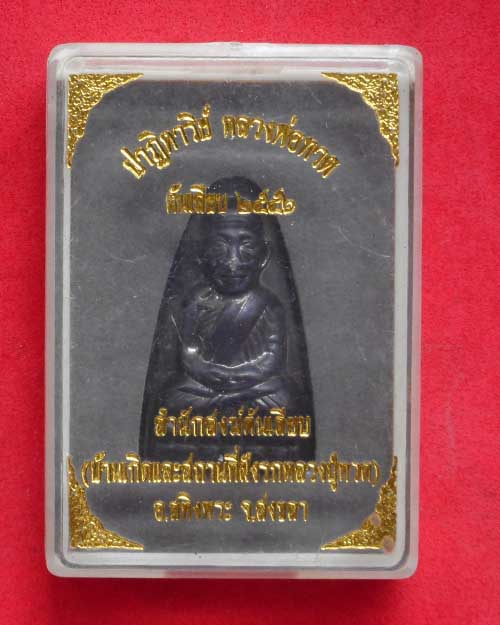 ปาฏิหาริย์ หลวงพ่อทวด
ต้นเลียบ ๒๕๕๑
สำนักสงฆ์ต้นเลียบ
(บ้านเกิดและสถานที่ฝังรกหลวงปู่ทวด)
อ.สทิงพระ จ.สงขลา